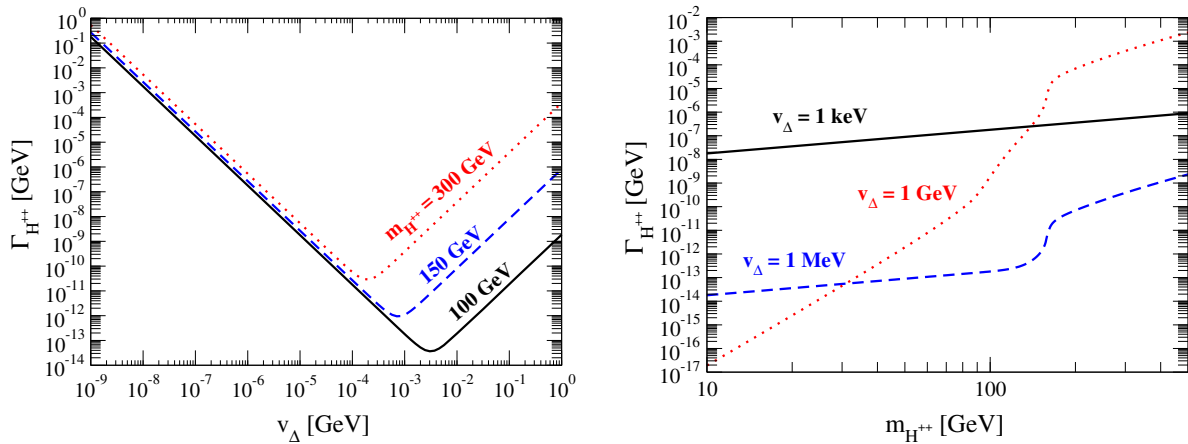 10^0
10^-1
10^-2
10^-3
10^-4
10^-5
10^-6
10^-7
10^-8
10^-9
10^-10
10^-11
10^-12
10^-13
10^-14
Γ_H^++ [GeV]
m_H^++ = 300 GeV
150 GeV
100 GeV
10^-9 10^-8 10^-7 10^-6 10^-5 10^-4 10^-3 10^-2 10^-1 10^0
v_Δ [GeV]
10^-2
10^-3
10^-4
10^-5
10^-6
10^-7
10^-8
10^-9
10^-10
10^-11
10^-12
10^-13
10^-14
10^-15
10^-16
10^-17
Γ_H^++ [GeV]
v_Δ = 1 keV
v_Δ = 1 GeV
v_Δ = 1 MeV
10 100
m_H^++ [GeV]